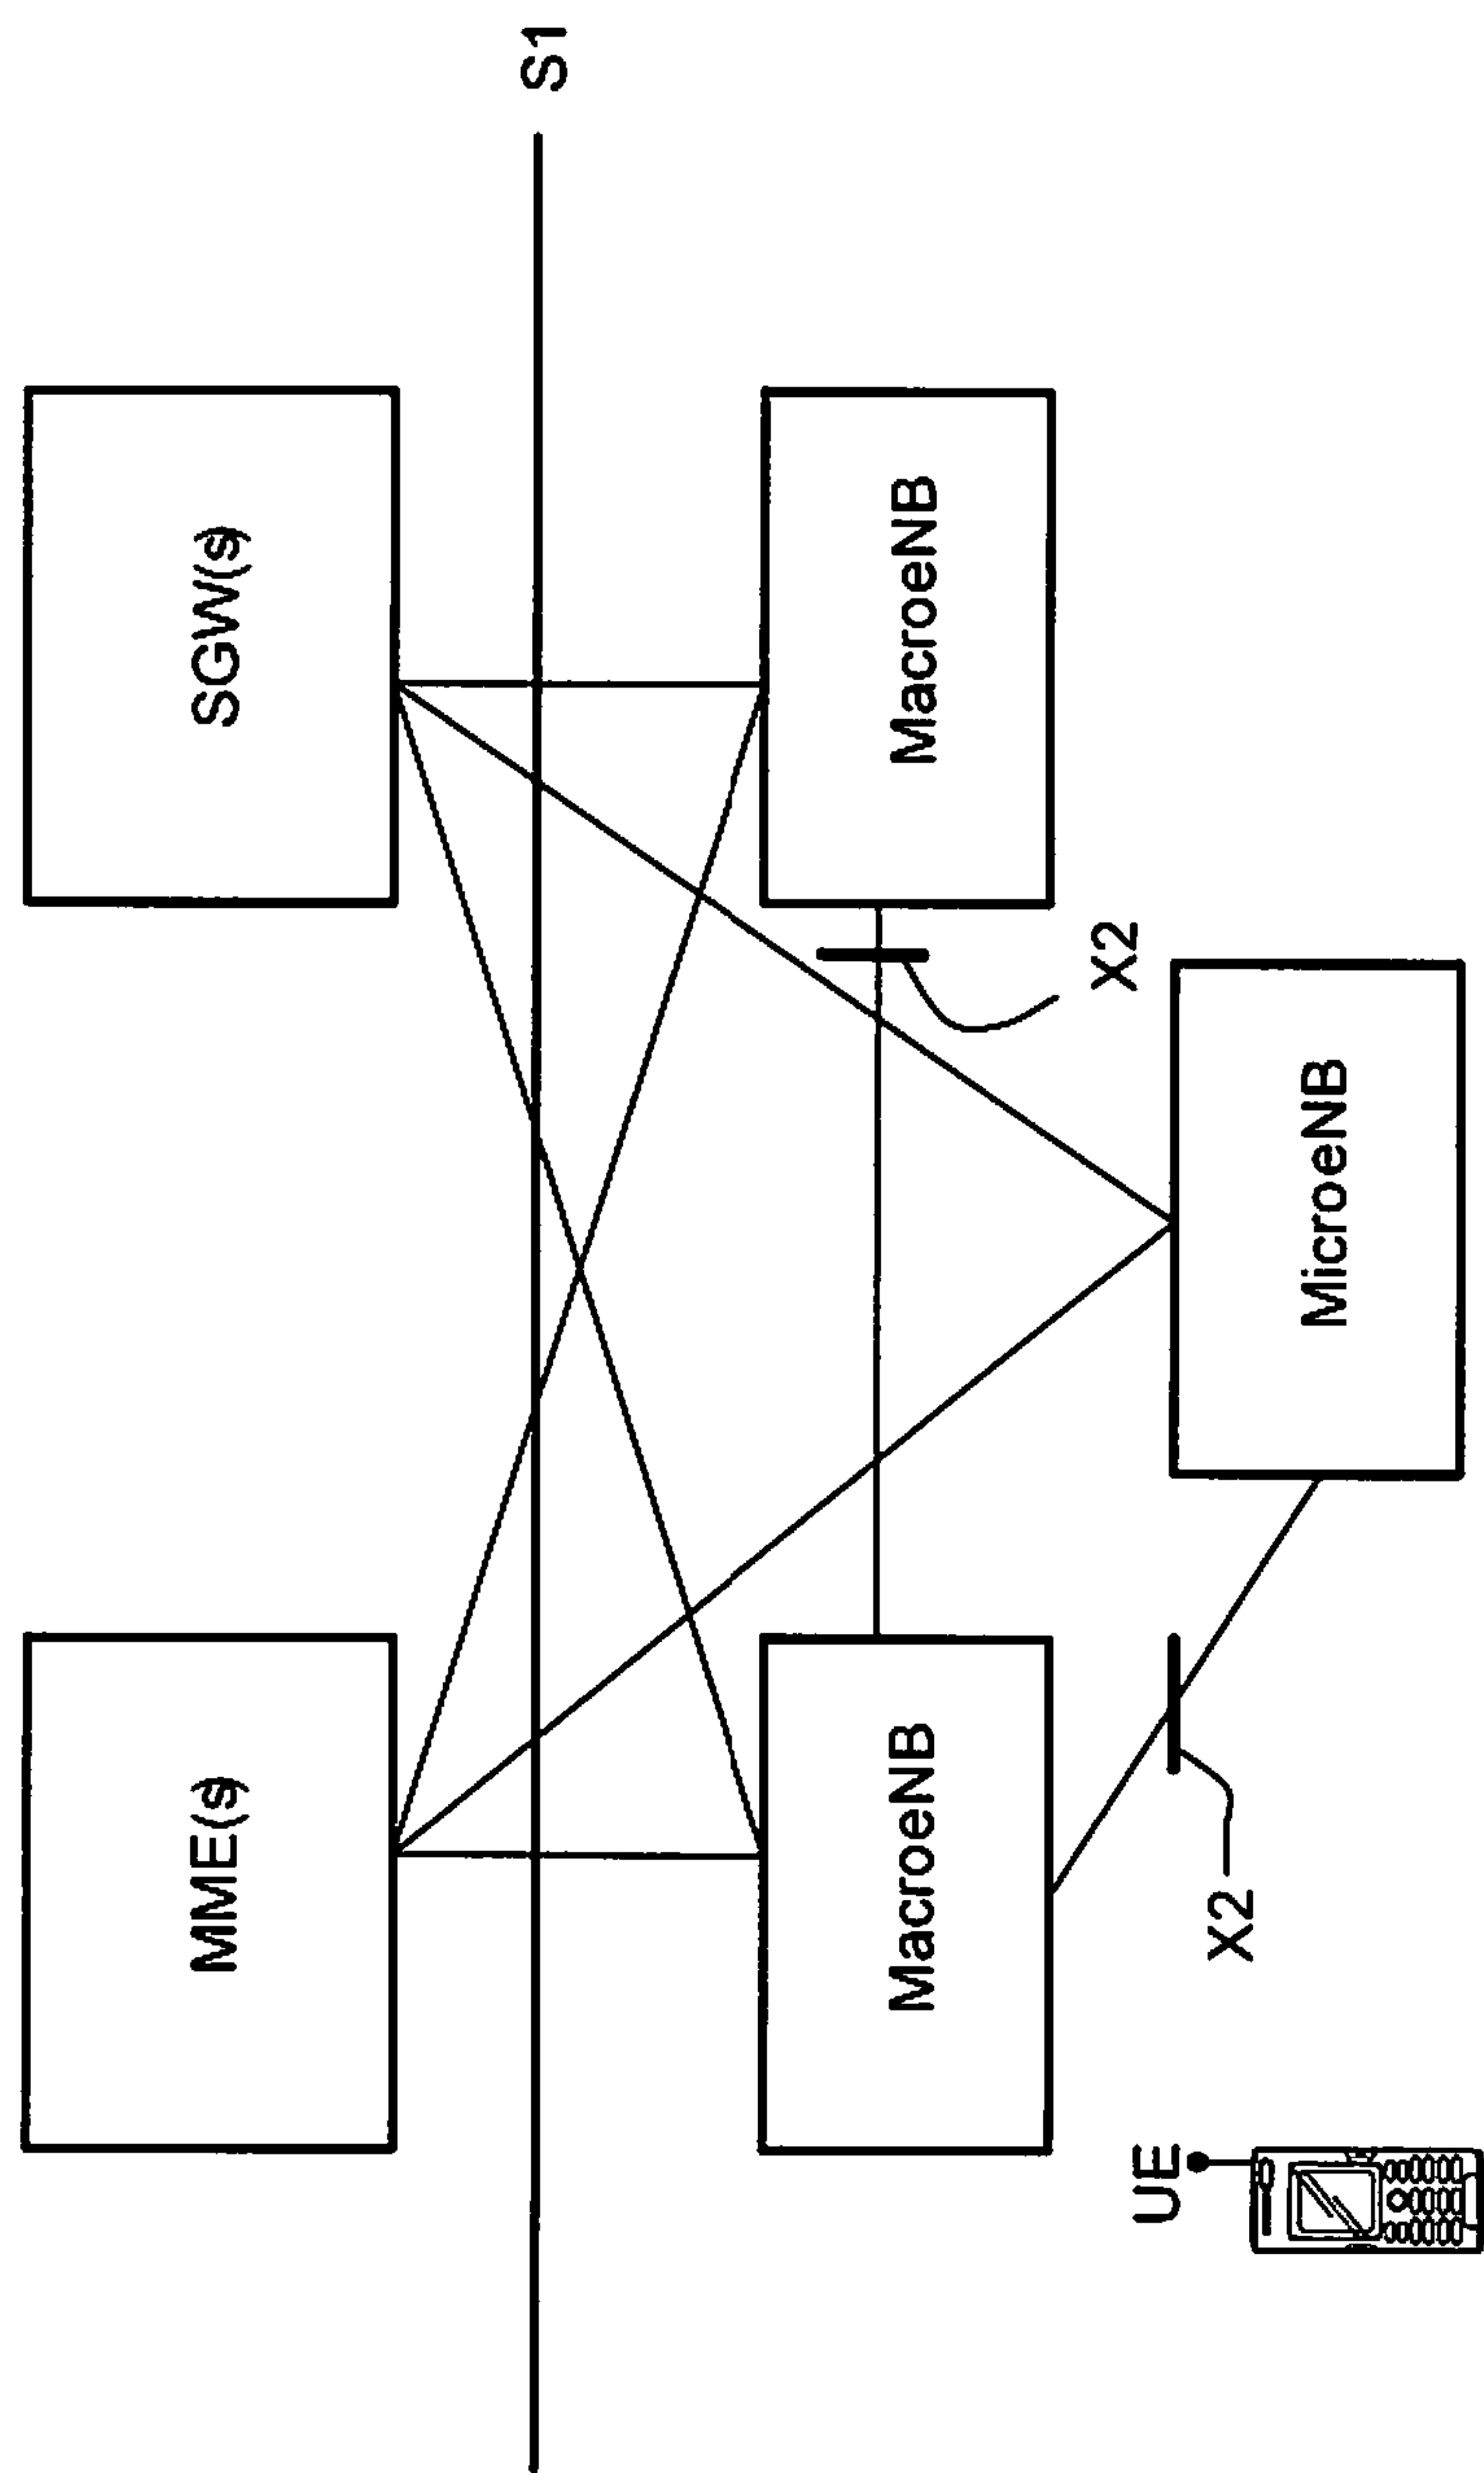 MME(s)
SGW(s)
S1
MacroeNB
MacroeNB
X2
X2
MicroeNB
UE